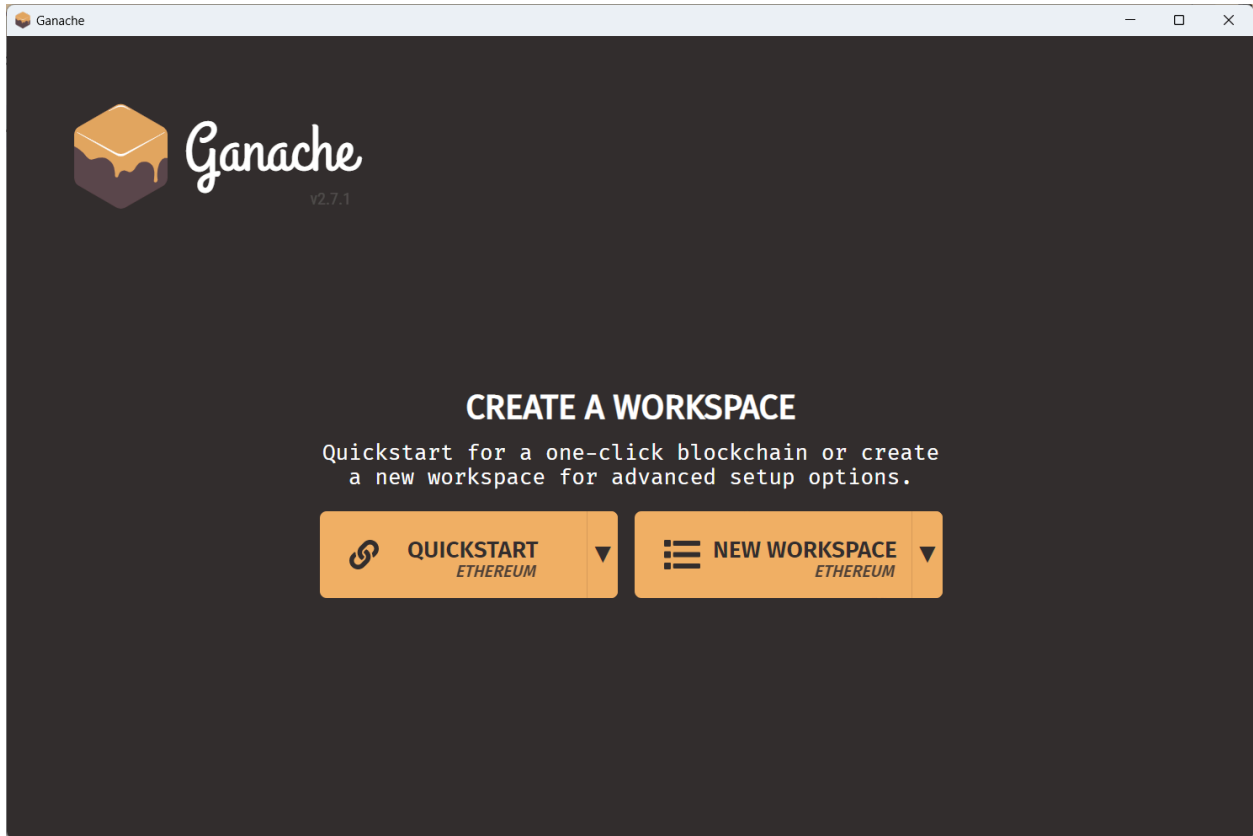 Ganache
Ganache
v2.7.1
CREATE A WORKSPACE
Quickstart for a one-click blockchain or create
a new workspace for advanced setup options.
QUICKSTART
ETHEREUM
NEW WORKSPACE
ETHEREUM